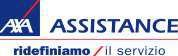 AXA ASSISTANCE
ridefiniamo / il servizio